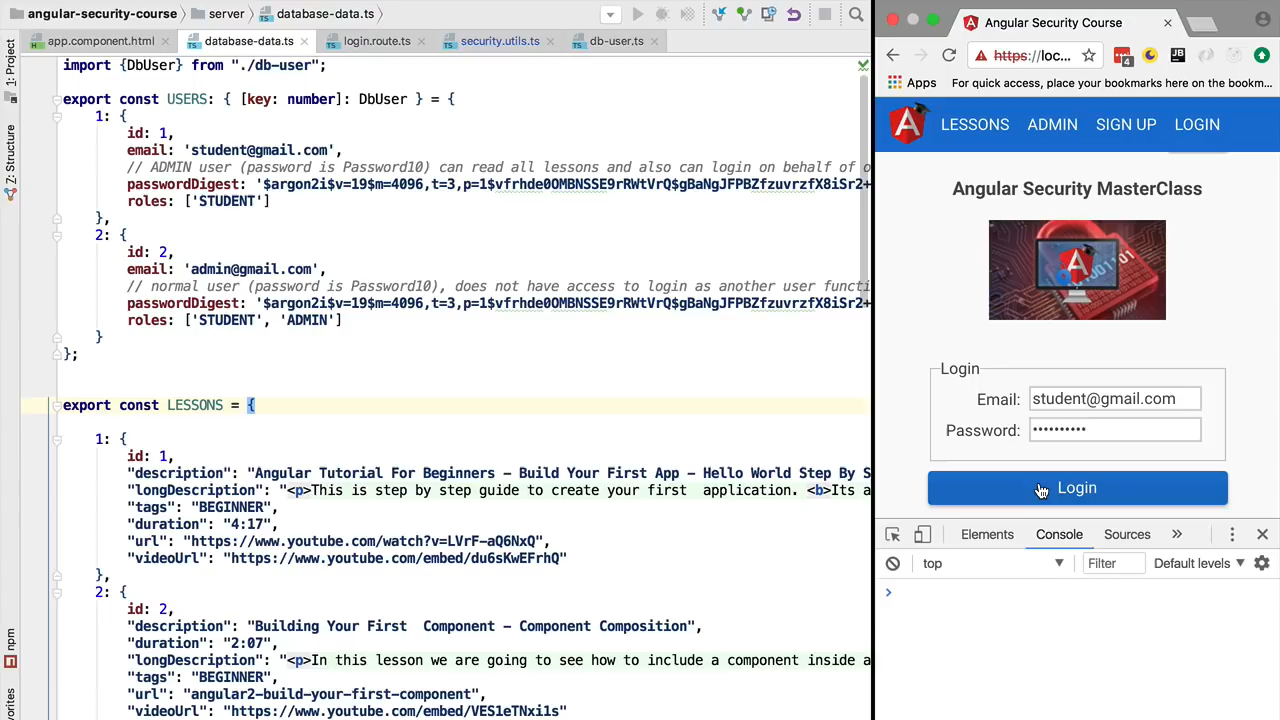 angular-security-course
server
database-data.ts
app.component.html
database-data.ts
login.route.ts
security.utils.ts
db-user.ts
1: Project
Z: Structure
npm
import {DbUser} from "./db-user";
export const USERS: { [key: number]: DbUser } = {
1: {
id: 1,
email: 'student@gmail.com',
// ADMIN user (password is Password10) can read all lessons and also can login on behalf of o
passwordDigest: '$argon2i$v=19$m=4096,t=3,p=1$vfrhde0OMBNSSE9rRWtVrQ$gBaNgJFPBZfzuvrzfX8iSr2+
roles: ['STUDENT']
},
2: {
id: 2,
email: 'admin@gmail.com',
// normal user (password is Password10), does not have access to login as another user functi
passwordDigest: '$argon2i$v=19$m=4096,t=3,p=1$vfrhde0OMBNSSE9rRWtVrQ$gBaNgJFPBZfzuvrzfX8iSr2+
roles: ['STUDENT', 'ADMIN']
}
};
export const LESSONS = {
1: {
id: 1,
"description": "Angular Tutorial For Beginners - Build Your First App - Hello World Step By S
"longDescription": "<p>This is step by step guide to create your first application. <b>Its a
"tags": "BEGINNER",
"duration": "4:17",
"url": "https://www.youtube.com/watch?v=LVrF-aQ6NxQ",
"videoUrl": "https://www.youtube.com/embed/du6sKwEFrhQ"
},
2: {
id: 2,
"description": "Building Your First Component - Component Composition",
"duration": "2:07",
"longDescription": "<p>In this lesson we are going to see how to include a component inside a
"tags": "BEGINNER",
"url": "angular2-build-your-first-component",
"videoUrl": "https://www.youtube.com/embed/VES1eTNxi1s"
Angular Security Course
https://loc...
4
JB
Apps
For quick access, place your bookmarks here on the bookm...
LESSONS ADMIN SIGN UP LOGIN
Angular Security MasterClass
Login
Email: student@gmail.com
Password: ••••••••••
Login
Elements Console Sources »
top
Filter
Default levels